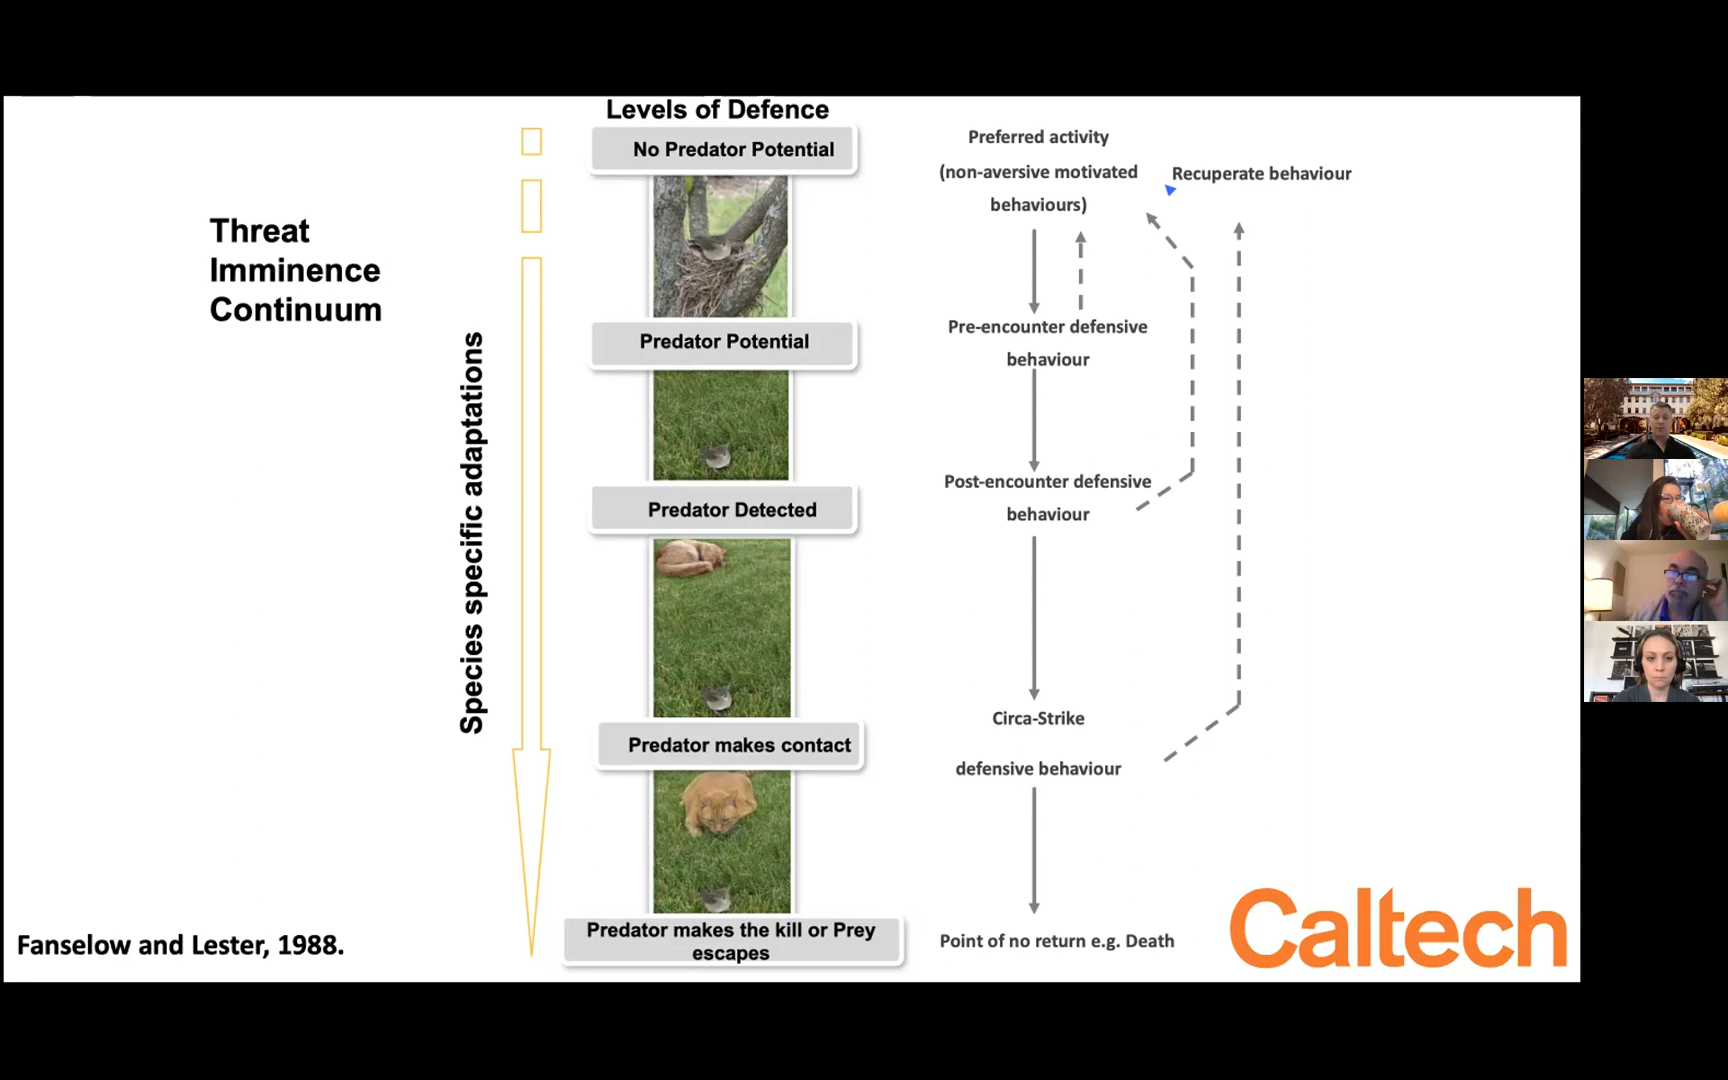 Levels of Defence
No Predator Potential
Preferred activity
(non-aversive motivated
behaviours)
Recuperate behaviour
Threat
Imminence
Continuum
Species specific adaptations
Predator Potential
Pre-encounter defensive
behaviour
Predator Detected
Post-encounter defensive
behaviour
Predator makes contact
Circa-Strike
defensive behaviour
Predator makes the kill or Prey
escapes
Point of no return e.g. Death
Fanselow and Lester, 1988.
Caltech